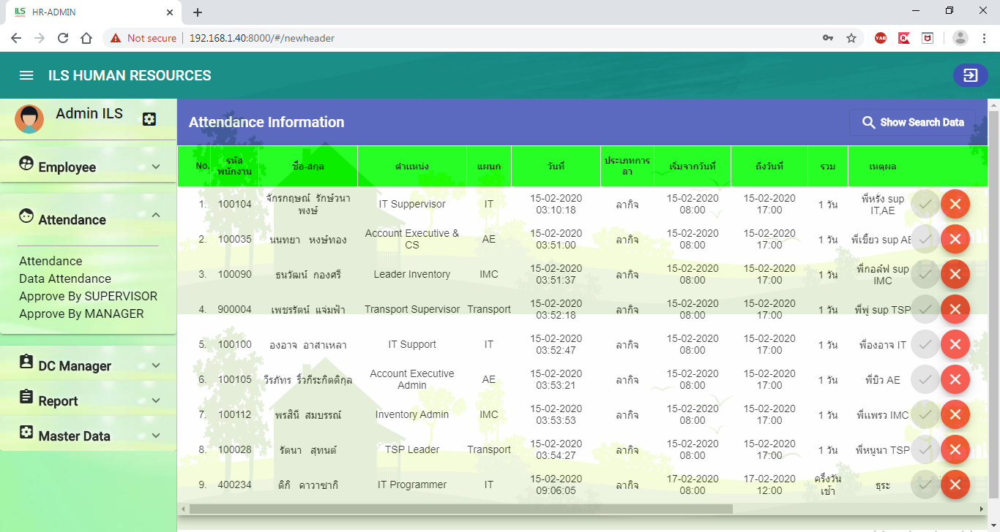 ILS HR-ADMIN
Not secure 192.168.1.40:8000/#/newheader
ILS HUMAN RESOURCES
Admin ILS
Employee
Attendance
Attendance
Data Attendance
Approve By SUPERVISOR
Approve By MANAGER
DC Manager
Report
Master Data
Attendance Information
Show Search Data
No. รหัส พนักงาน ชื่อ-สกุล ตำแหน่ง แผนก วันที่ ประเภทการ ลา เริ่มจากวันที่ ถึงวันที่ รวม เหตุผล
1. 100104 จักรกฤษณ์ รักษ์วนา พงษ์ IT Suppervisor IT 15-02-2020 03:10:18 ลากิจ 15-02-2020 08:00 15-02-2020 17:00 1 วัน พี่หรั่ง sup IT,AE
2. 100035 นนทยา หงษ์ทอง Account Executive & CS AE 15-02-2020 03:51:00 ลากิจ 15-02-2020 08:00 15-02-2020 17:00 1 วัน พี่เขี้ยว sup AE
3. 100090 ธนวัฒน์ กองศรี Leader Inventory IMC 15-02-2020 03:51:37 ลากิจ 15-02-2020 08:00 15-02-2020 17:00 1 วัน พี่กอล์ฟ sup IMC
4. 900004 เพชรรัตน์ แจ่มฟ้า Transport Supervisor Transport 15-02-2020 03:52:18 ลากิจ 15-02-2020 08:00 15-02-2020 17:00 1 วัน พี่พู่ sup TSP
5. 100100 องอาจ อาสาเหลา IT Support IT 15-02-2020 03:52:47 ลากิจ 15-02-2020 08:00 15-02-2020 17:00 1 วัน พี่องอาจ IT
6. 100105 วีรภัทร ริ้วกีระกิตติกุล Account Executive Admin AE 15-02-2020 03:53:21 ลากิจ 15-02-2020 08:00 15-02-2020 17:00 1 วัน พี่บิว AE
7. 100112 พรสินี สมบรรณ์ Inventory Admin IMC 15-02-2020 03:53:53 ลากิจ 15-02-2020 08:00 15-02-2020 17:00 1 วัน พี่แพรว IMC
8. 100028 รัตนา สุทนต์ TSP Leader Transport 15-02-2020 03:54:27 ลากิจ 15-02-2020 08:00 15-02-2020 17:00 1 วัน พี่หนูนา TSP
9. 400234 ดิกิ คาวาซากิ IT Programmer IT 15-02-2020 09:06:05 ลากิจ 17-02-2020 08:00 17-02-2020 12:00 ครึ่งวัน เช้า ธุระ